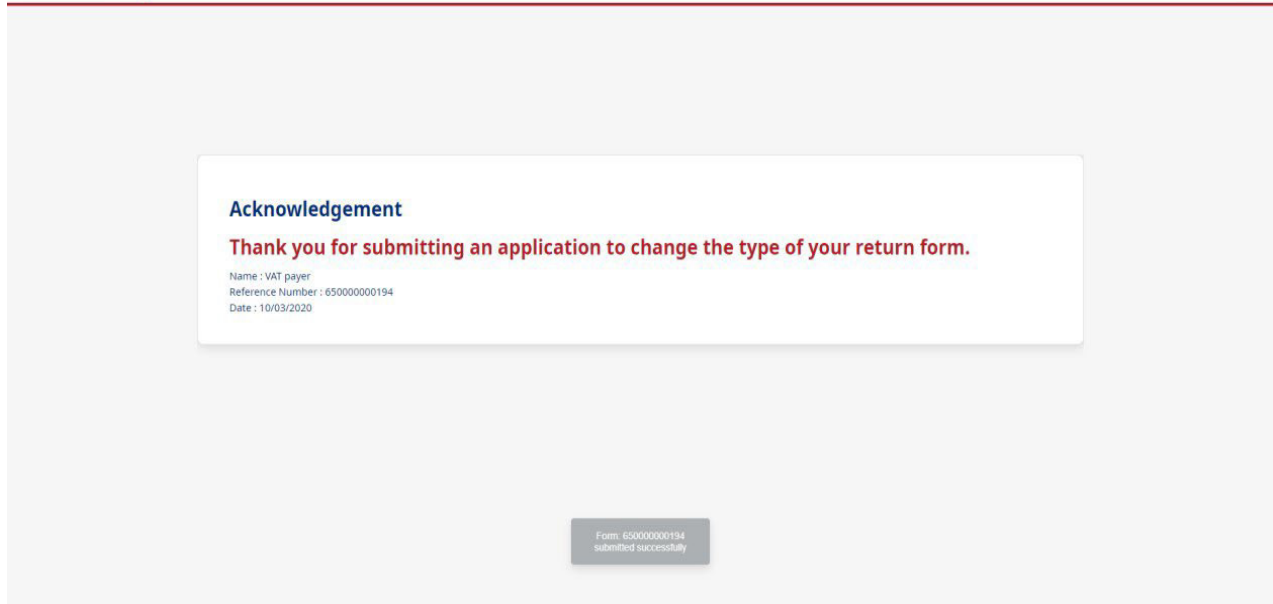 Acknowledgement
Thank you for submitting an application to change the type of your return form.
Name : VAT payer
Reference Number : 650000000194
Date : 10/03/2020
Form: 650000000194
submitted successfully